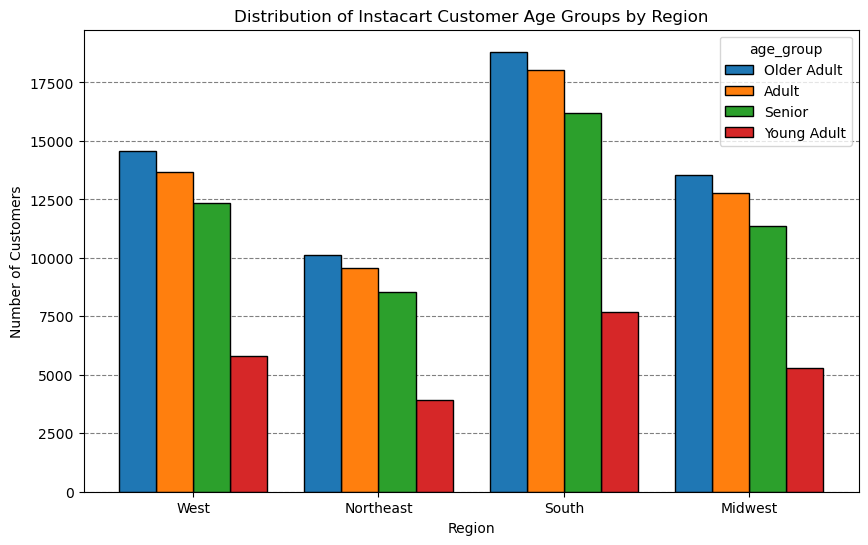 Distribution of Instacart Customer Age Groups by Region
age_group
Older Adult
Adult
Senior
Young Adult
Number of Customers
17500
15000
12500
10000
7500
5000
2500
0
West
Northeast
South
Midwest
Region